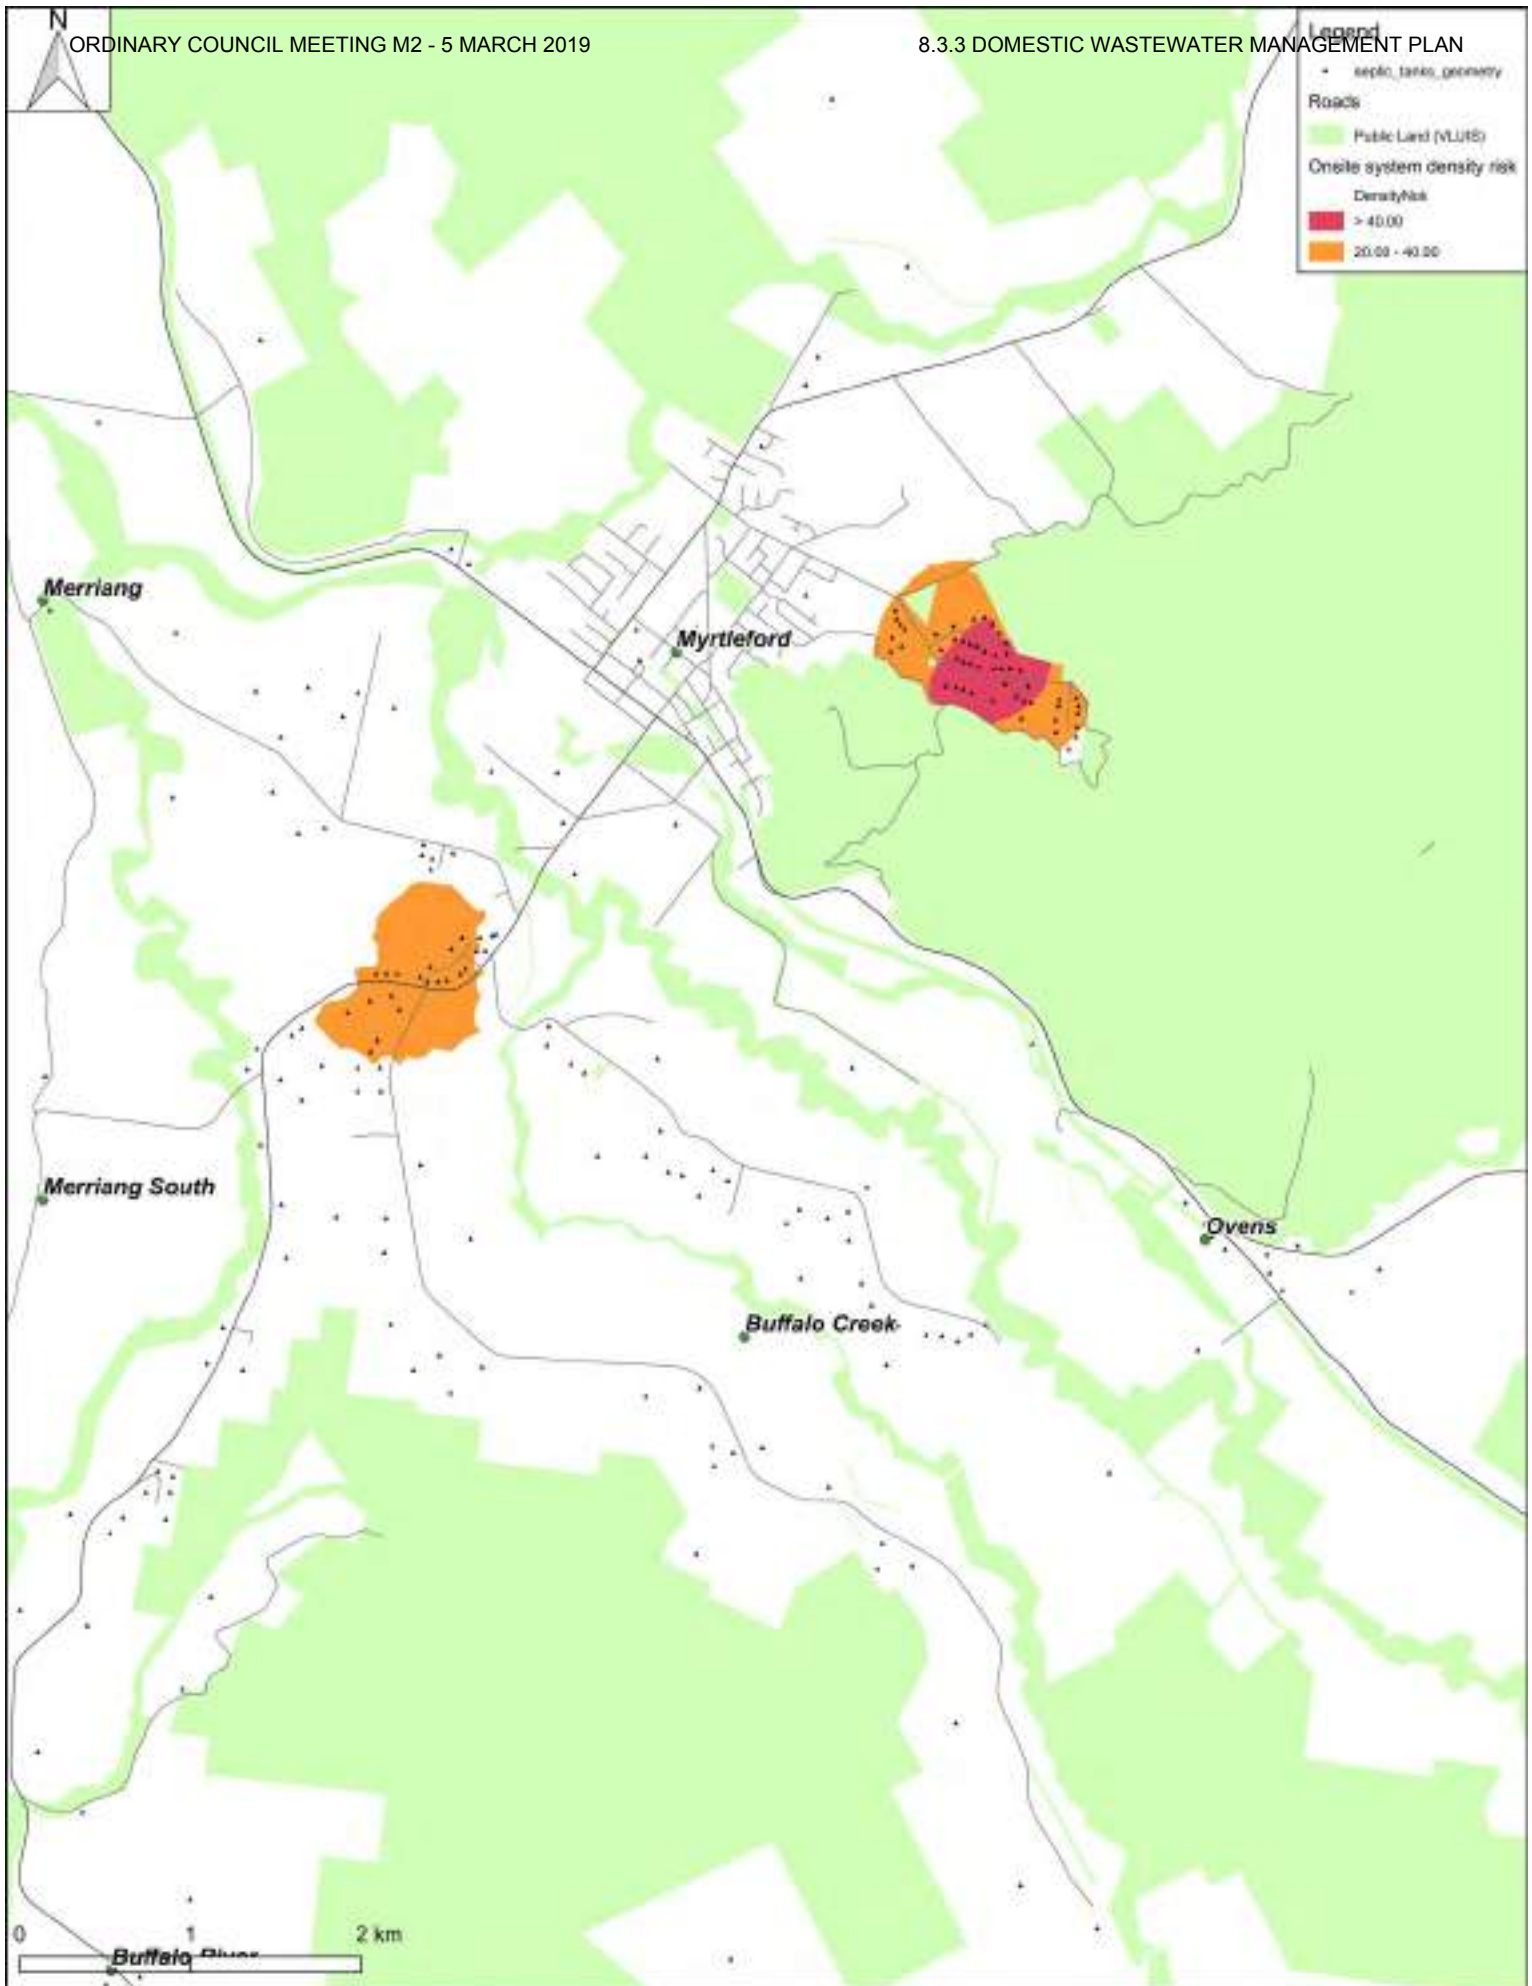 N
ORDINARY COUNCIL MEETING M2 - 5 MARCH 2019
8.3.3 DOMESTIC WASTEWATER MANAGEMENT PLAN
Legend
septic_tanks_geometry
Roads
Public Land (VLUIS)
Onsite system density risk
> 40.00
20.00 - 40.00
Merriang
Myrtleford
Merriang South
Ovens
Buffalo Creek
0 1 2 km
Buffalo River